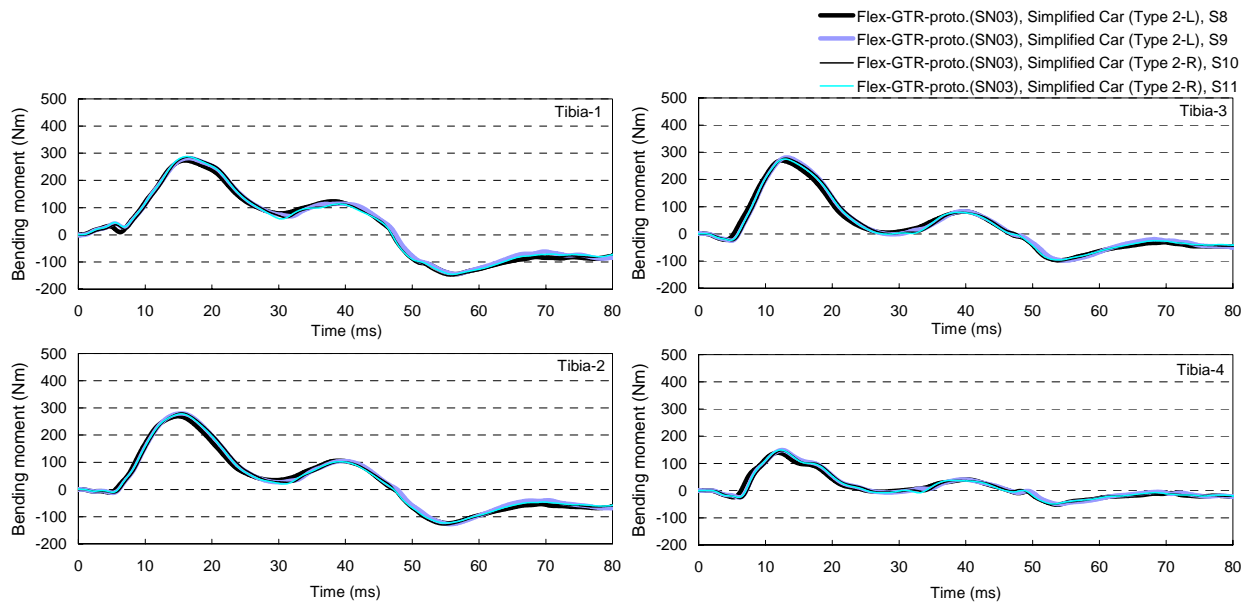 Flex-GTR-proto.(SN03), Simplified Car (Type 2-L), S8
Flex-GTR-proto.(SN03), Simplified Car (Type 2-L), S9
Flex-GTR-proto.(SN03), Simplified Car (Type 2-R), S10
Flex-GTR-proto.(SN03), Simplified Car (Type 2-R), S11
Tibia-1
Bending moment (Nm)
500
400
300
200
100
0
-100
-200
0 10 20 30 40 50 60 70 80
Time (ms)
Tibia-3
Bending moment (Nm)
500
400
300
200
100
0
-100
-200
0 10 20 30 40 50 60 70 80
Time (ms)
Tibia-2
Bending moment (Nm)
500
400
300
200
100
0
-100
-200
0 10 20 30 40 50 60 70 80
Time (ms)
Tibia-4
Bending moment (Nm)
500
400
300
200
100
0
-100
-200
0 10 20 30 40 50 60 70 80
Time (ms)